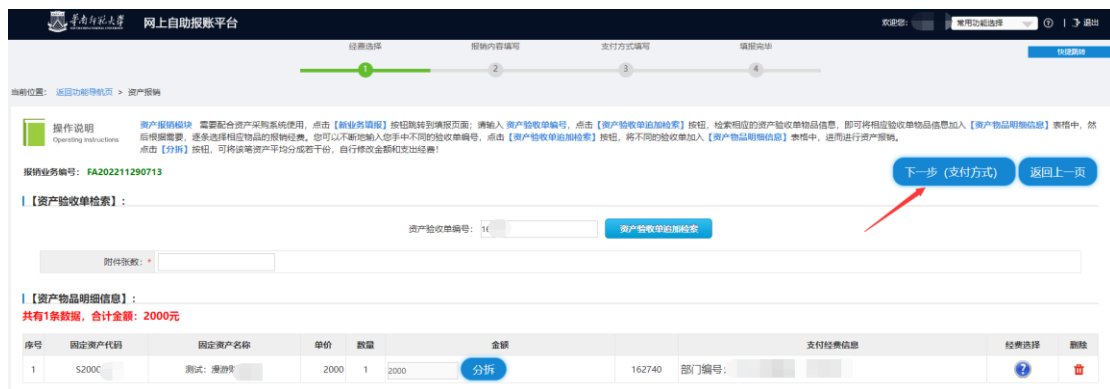 华南师范大学 网上自助报账平台
欢迎您: 常用功能选择 退出
经费选择 报销内容填写 支付方式填写 填报完毕
1 2 3 4
快捷跳转
当前位置: 返回功能导航页 > 资产报销
操作说明
Operating Instructions
资产报销模块 需要配合资产采购系统使用，点击【新业务填报】按钮跳转到填报页面；请输入 资产验收单编号，点击【资产验收单追加检索】按钮，检索相应的资产验收单物品信息，即可将相应验收单物品信息加入【资产物品明细信息】表格中，然
后根据需要，逐条选择相应物品的报销经费。您可以不断地输入您手中不同的验收单编号，点击【资产验收单追加检索】按钮，将不同的验收单加入【资产物品明细信息】表格中，进而进行资产报销。
点击【分拆】按钮，可将该笔资产平均分成若干份，自行修改金额和支出经费！
报销业务编号: FA202211290713
下一步 (支付方式) 返回上一页
【资产验收单检索】:
资产验收单编号: 资产验收单追加检索
附件张数: *
【资产物品明细信息】:
共有1条数据，合计金额：2000元
序号 固定资产代码 固定资产名称 单价 数量 金额 支付经费信息 经费选择 删除
1 S2000 测试：漫游 2000 1 2000 分拆 162740 部门编号: